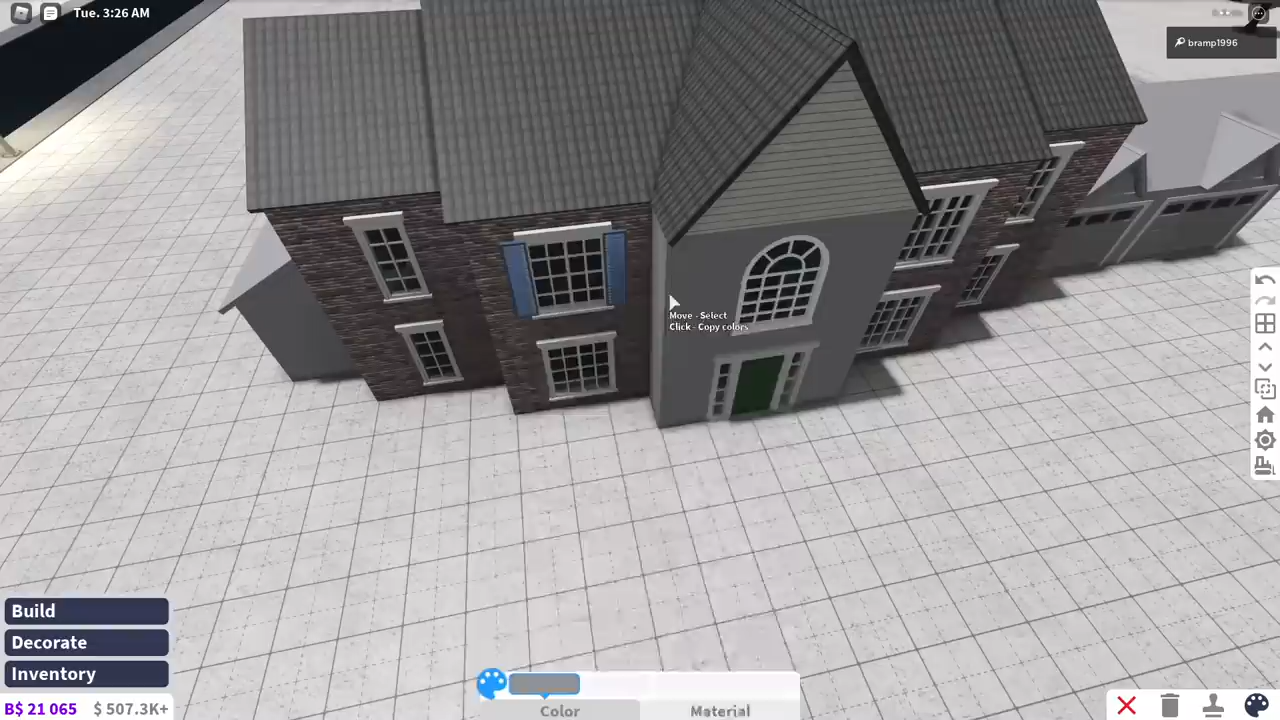 Tue. 3:26 AM
bramp1996
Move - Select
Click - Copy colors
Build
Decorate
Inventory
B$ 21 065 $ 507.3K+
Color Material